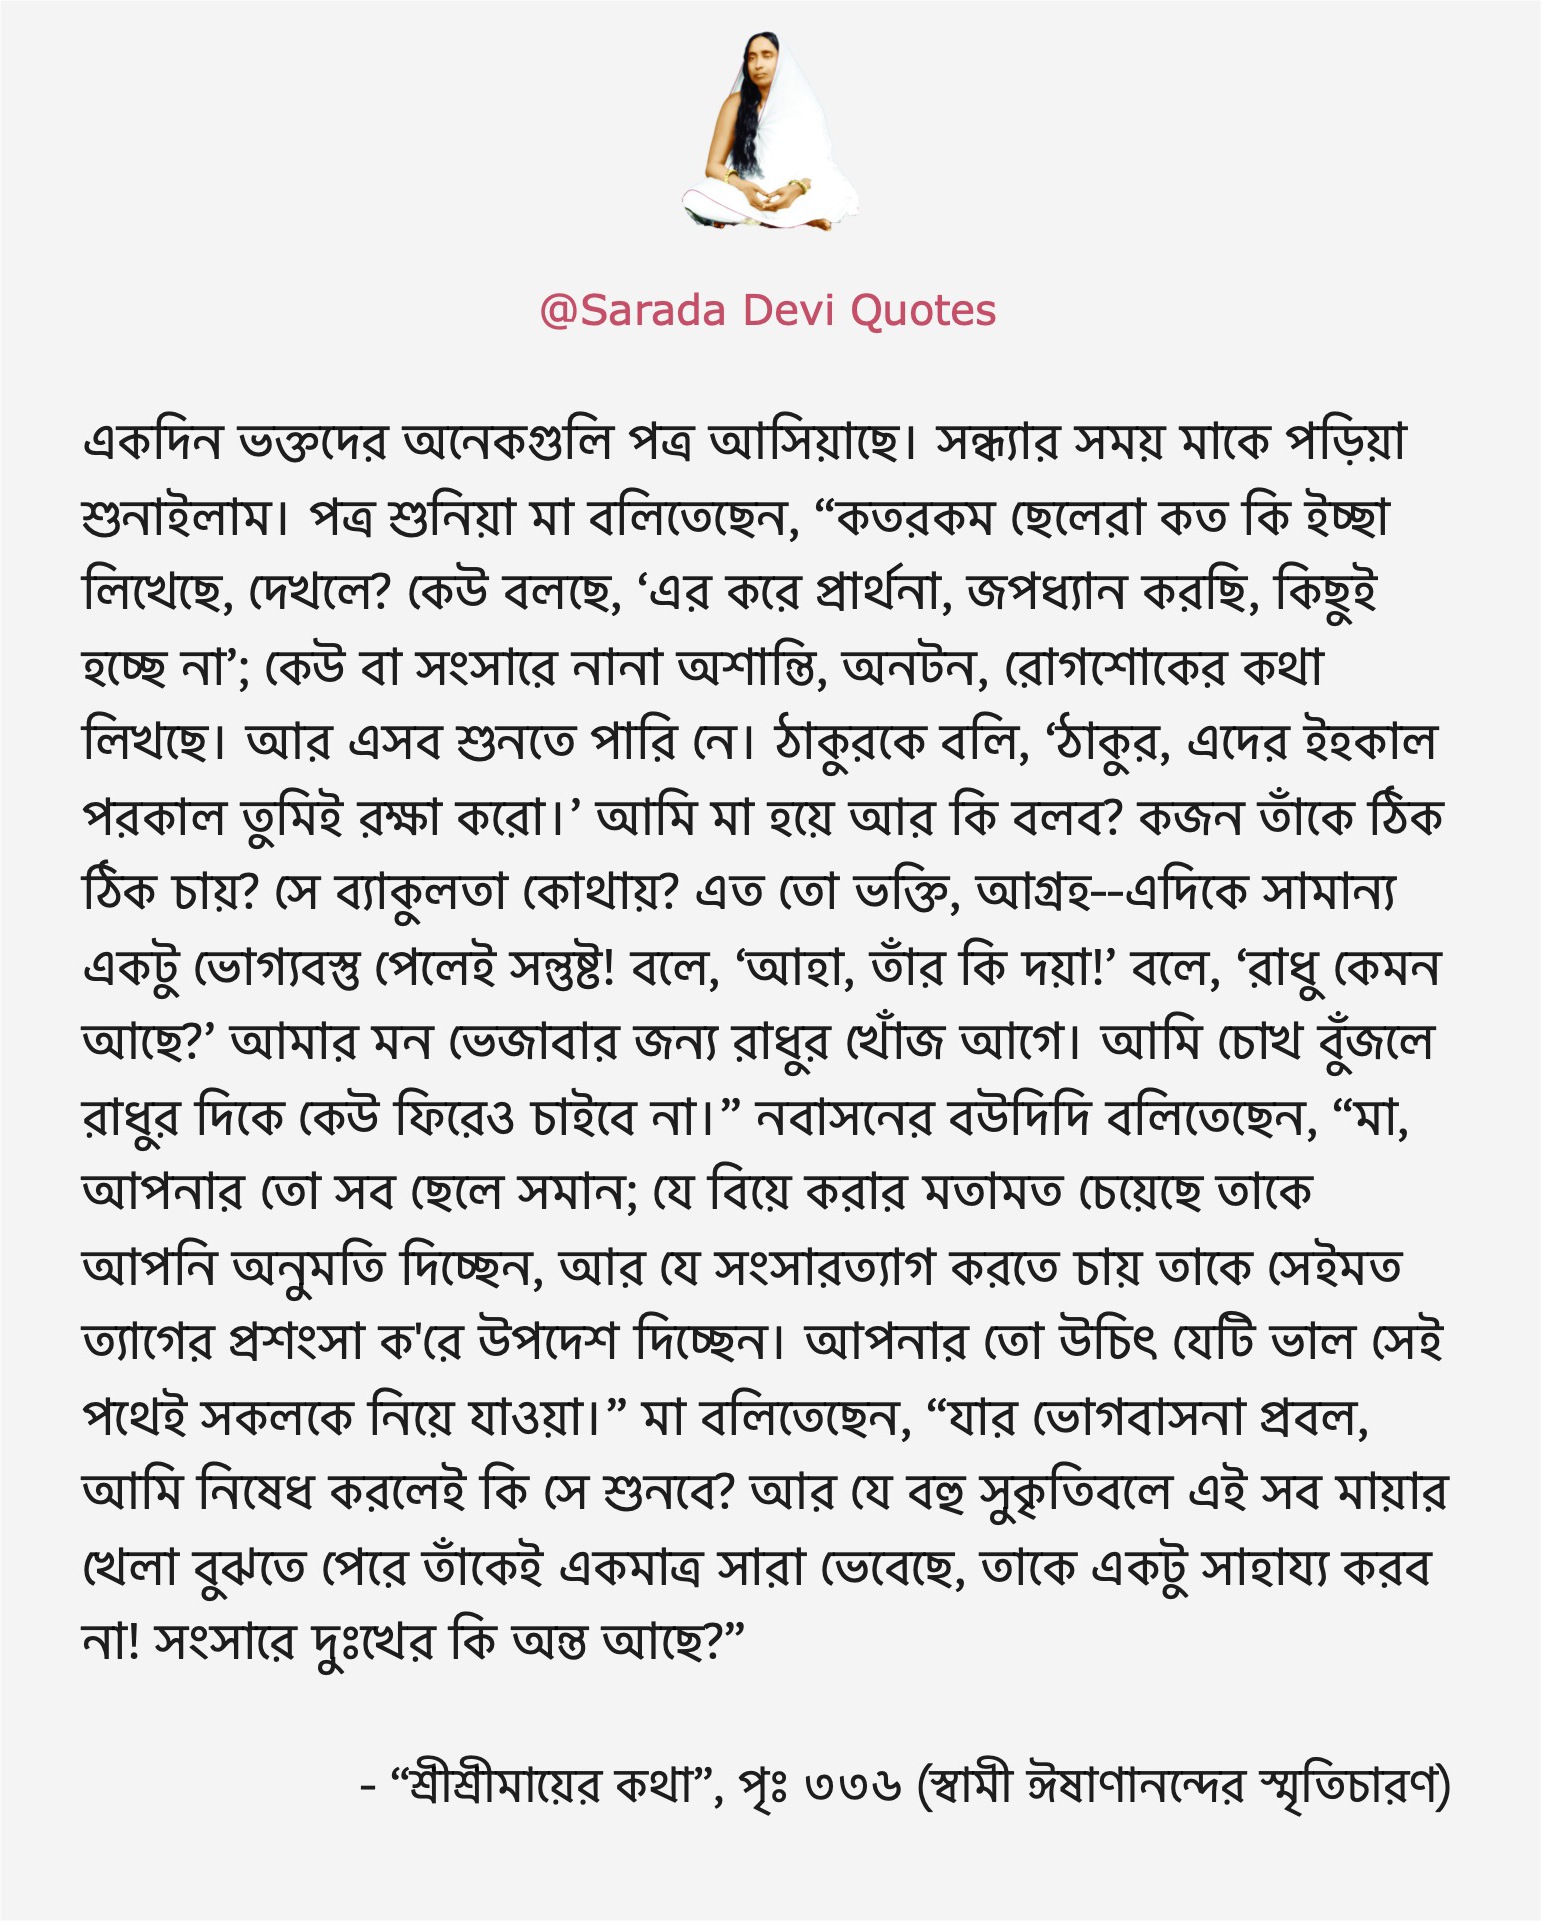 @Sarada Devi Quotes
একদিন ভক্তদের অনেকগুলি পত্র আসিয়াছে। সন্ধ্যার সময় মাকে পড়িয়া
শুনাইলাম। পত্র শুনিয়া মা বলিতেছেন, “কতরকম ছেলেরা কত কি ইচ্ছা
লিখেছে, দেখলে? কেউ বলছে, ‘এর করে প্রার্থনা, জপধ্যান করছি, কিছুই
হচ্ছে না’; কেউ বা সংসারে নানা অশান্তি, অনটন, রোগশোকের কথা
লিখছে। আর এসব শুনতে পারি নে। ঠাকুরকে বলি, ‘ঠাকুর, এদের ইহকাল
পরকাল তুমিই রক্ষা করো।’ আমি মা হয়ে আর কি বলব? কজন তাঁকে ঠিক
ঠিক চায়? সে ব্যাকুলতা কোথায়? এত তো ভক্তি, আগ্রহ--এদিকে সামান্য
একটু ভোগ্যবস্তু পেলেই সন্তুষ্ট! বলে, ‘আহা, তাঁর কি দয়া!’ বলে, ‘রাধু কেমন
আছে?’ আমার মন ভেজাবার জন্য রাধুর খোঁজ আগে। আমি চোখ বুঁজলে
রাধুর দিকে কেউ ফিরেও চাইবে না।” নবাসনের বউদিদি বলিতেছেন, “মা,
আপনার তো সব ছেলে সমান; যে বিয়ে করার মতামত চেয়েছে তাকে
আপনি অনুমতি দিচ্ছেন, আর যে সংসারত্যাগ করতে চায় তাকে সেইমত
ত্যাগের প্রশংসা ক'রে উপদেশ দিচ্ছেন। আপনার তো উচিৎ যেটি ভাল সেই
পথেই সকলকে নিয়ে যাওয়া।” মা বলিতেছেন, “যার ভোগবাসনা প্রবল,
আমি নিষেধ করলেই কি সে শুনবে? আর যে বহু সুকৃতিবলে এই সব মায়ার
খেলা বুঝতে পেরে তাঁকেই একমাত্র সারা ভেবেছে, তাকে একটু সাহায্য করব
না! সংসারে দুঃখের কি অন্ত আছে?”
- “শ্রীশ্রীমায়ের কথা”, পৃঃ ৩৩৬ (স্বামী ঈষাণানন্দের স্মৃতিচারণ)